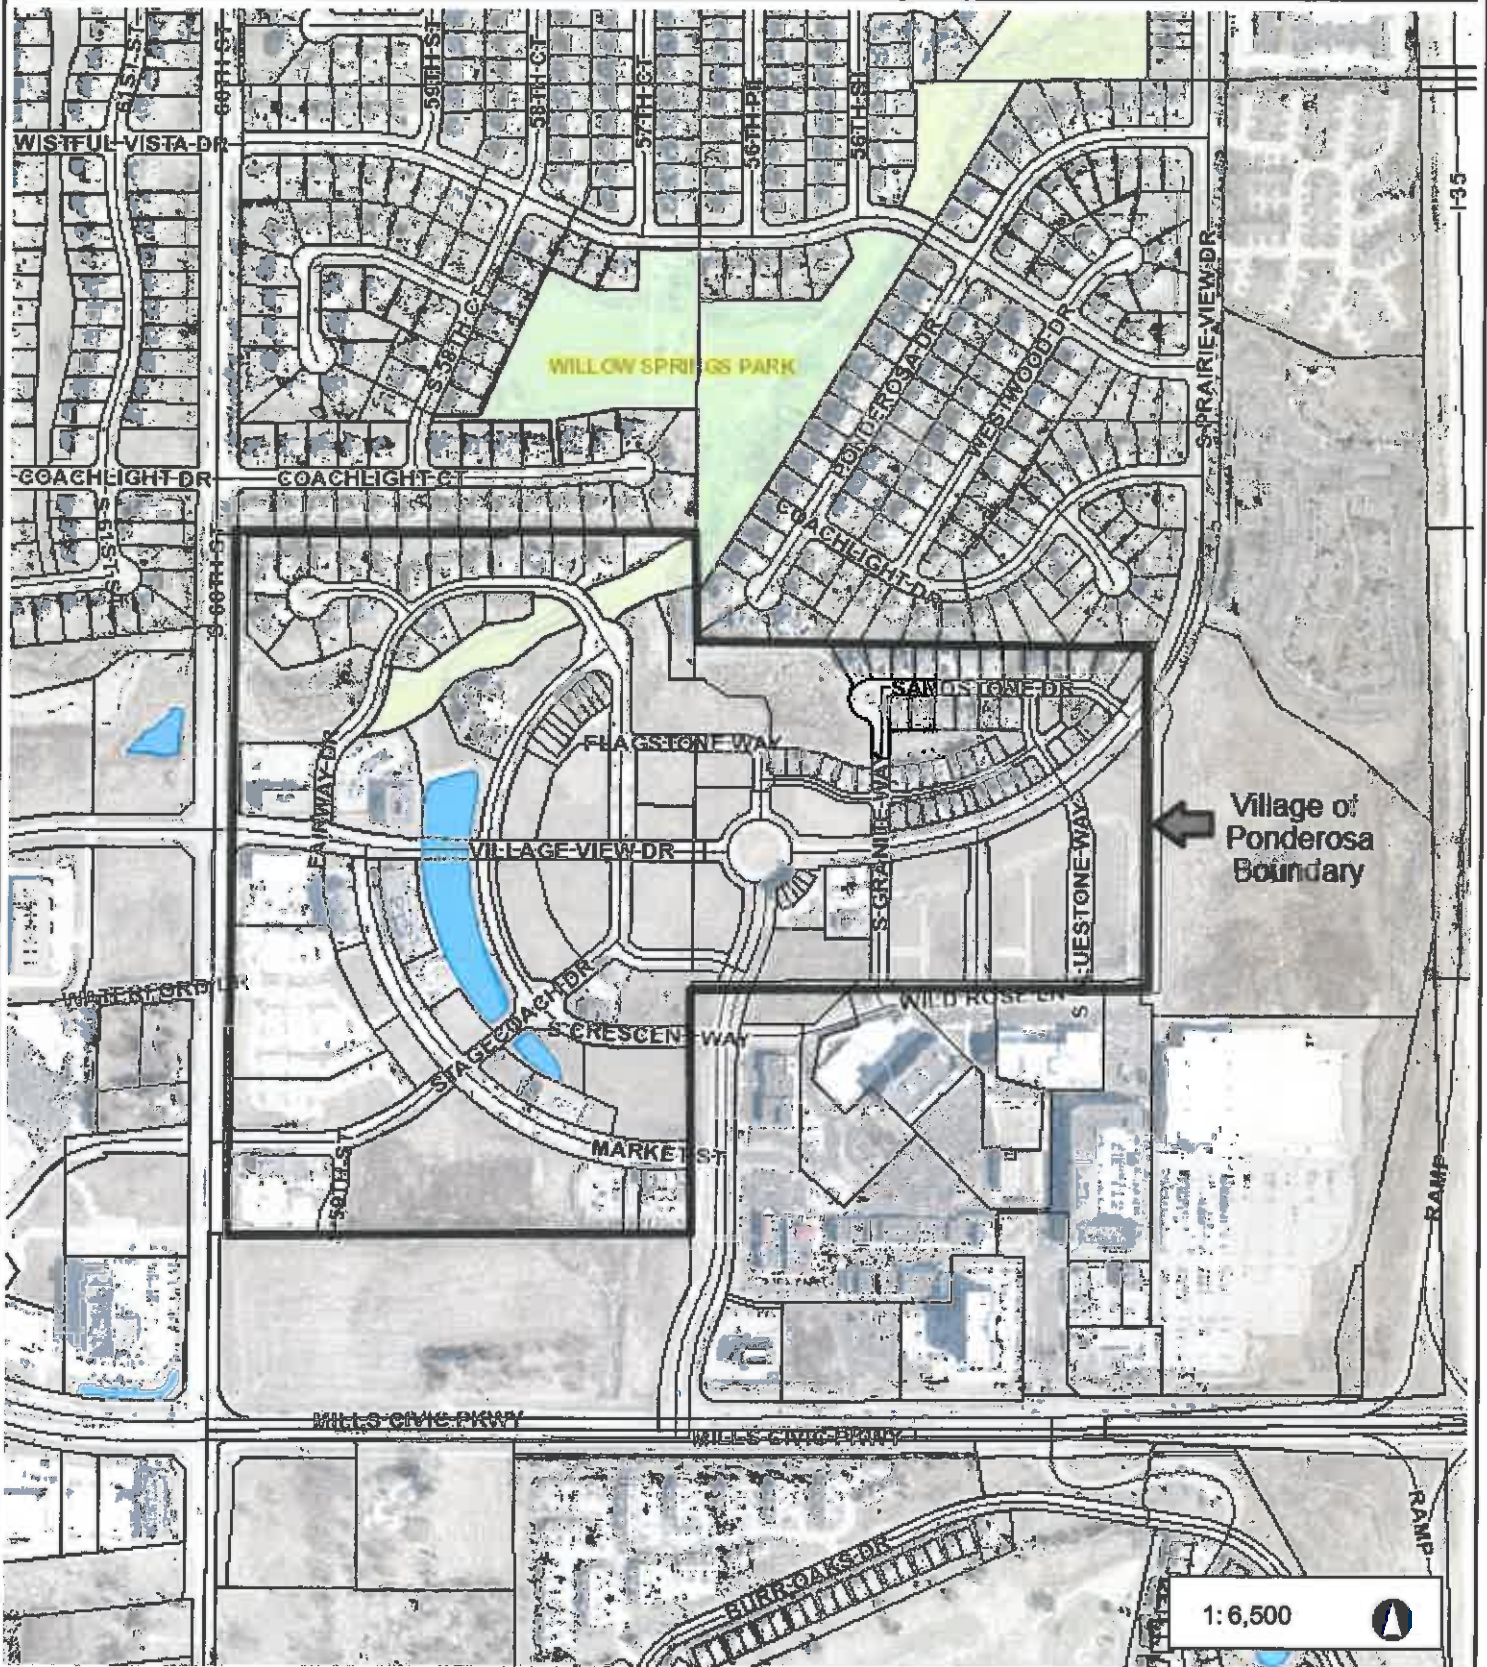 61ST ST
60TH ST
59TH ST
58TH CT
57TH CT
56TH PL
56TH ST
I-35
WISTFUL VISTA DR
S PRAIRIE VIEW DR
S 58TH CT
WILLOW SPRINGS PARK
PONDEROSA DR
WESTWOOD DR
COACHLIGHT DR
COACHLIGHT CT
COACHLIGHT DR
S 61ST ST
S 60TH ST
SANDSTONE DR
FLAGSTONE WAY
FAIRWAY DR
VILLAGE VIEW DR
S GRANITE WAY
Village of
Ponderosa
Boundary
WATERFORD
WILD ROSE LN
STAGECOACH DR
S CRESCENT WAY
MARKET ST
59TH ST
RAMP
MILLS CIVIC PKWY
MILLS CIVIC PKWY
BURR OAKS DR
RAMP
1: 6,500